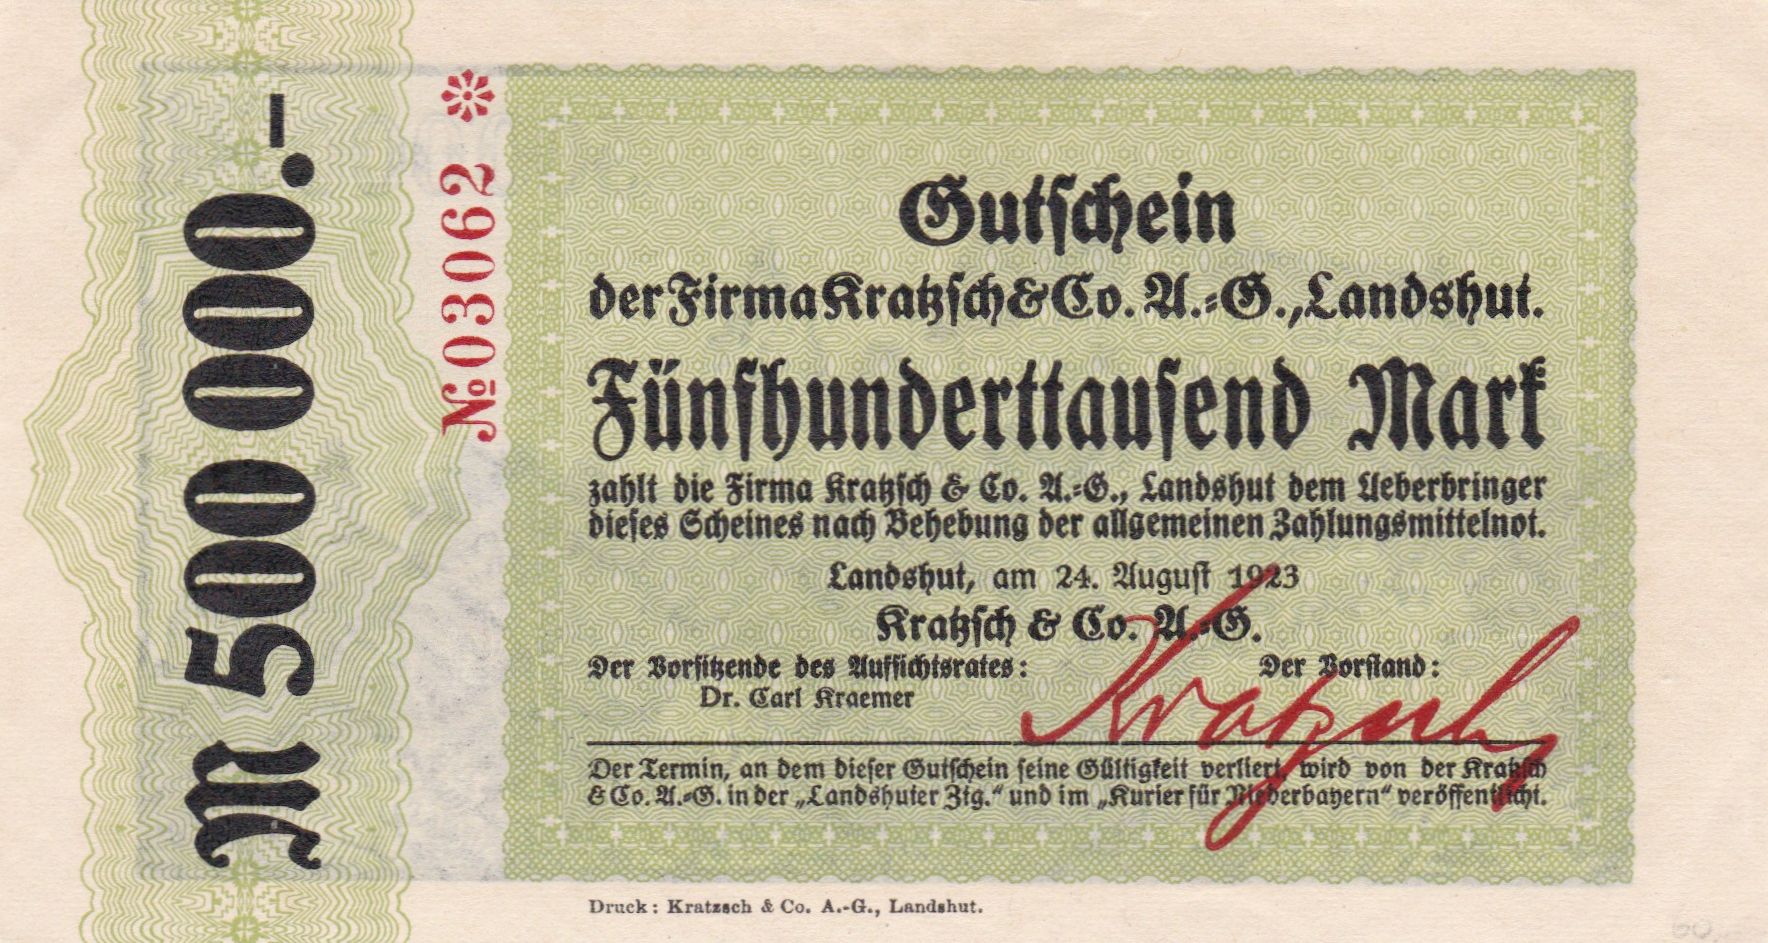 M 500 000.-
№ 03062 *
Gutschein
der Firma Kratzsch & Co. A.=G., Landshut.
Fünfhunderttausend Mark
zahlt die Firma Kratzsch & Co. A.=G., Landshut dem Ueberbringer
dieses Scheines nach Behebung der allgemeinen Zahlungsmittelnot.
Landshut, am 24. August 1923
Kratzsch & Co. A.=G.
Der Vorsitzende des Aufsichtsrates: Der Vorstand:
Dr. Carl Kraemer
Kratzsch
Der Termin, an dem dieser Gutschein seine Gültigkeit verliert, wird von der Kratzsch
& Co. A.=G. in der „Landshuter Ztg.“ und im „Kurier für Niederbayern“ veröffentlicht.
Druck: Kratzsch & Co. A.-G., Landshut.